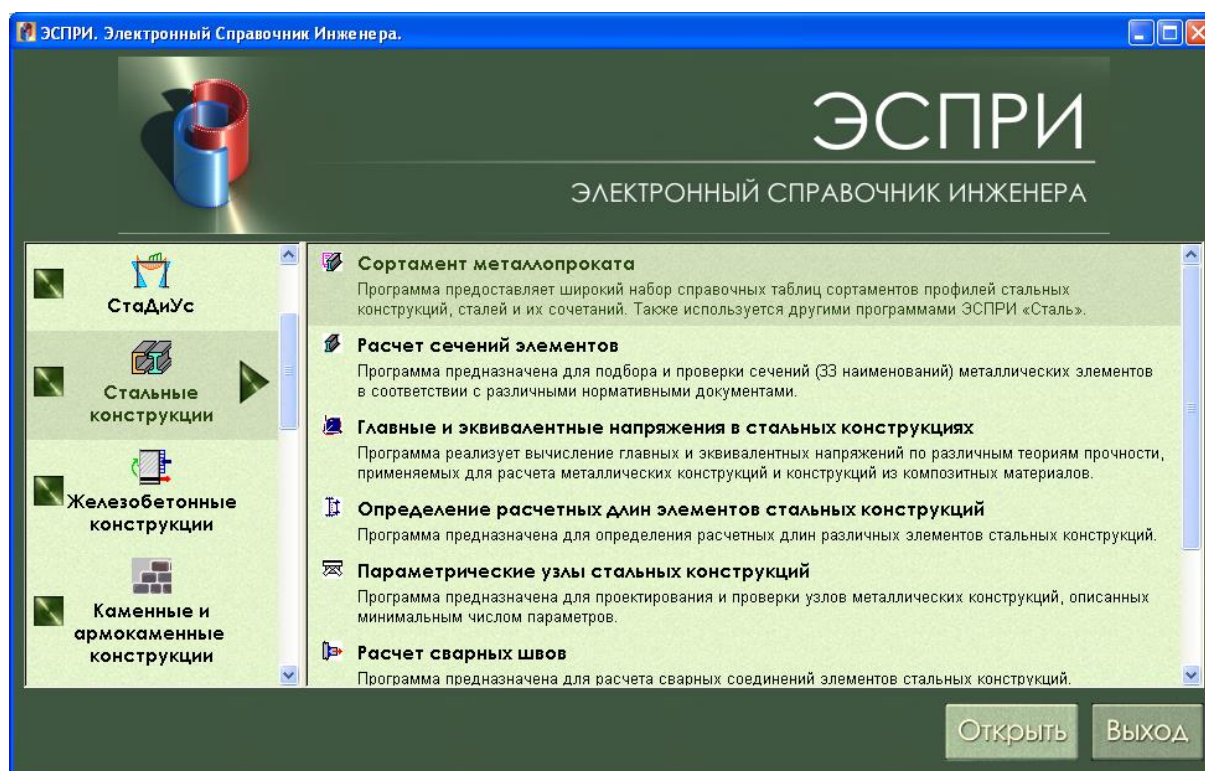 ЭСПРИ. Электронный Справочник Инженера.
ЭСПРИ
ЭЛЕКТРОННЫЙ СПРАВОЧНИК ИНЖЕНЕРА
СтаДиУс
Стальные
конструкции
Железобетонные
конструкции
Каменные и
армокаменные
конструкции
Сортамент металлопроката
Программа предоставляет широкий набор справочных таблиц сортаментов профилей стальных
конструкций, сталей и их сочетаний. Также используется другими программами ЭСПРИ «Сталь».
Расчет сечений элементов
Программа предназначена для подбора и проверки сечений (33 наименований) металлических элементов
в соответствии с различными нормативными документами.
Главные и эквивалентные напряжения в стальных конструкциях
Программа реализует вычисление главных и эквивалентных напряжений по различным теориям прочности,
применяемых для расчета металлических конструкций и конструкций из композитных материалов.
Определение расчетных длин элементов стальных конструкций
Программа предназначена для определения расчетных длин различных элементов стальных конструкций.
Параметрические узлы стальных конструкций
Программа предназначена для проектирования и проверки узлов металлических конструкций, описанных
минимальным числом параметров.
Расчет сварных швов
Программа предназначена для расчета сварных соединений элементов стальных конструкций.
Открыть
Выход